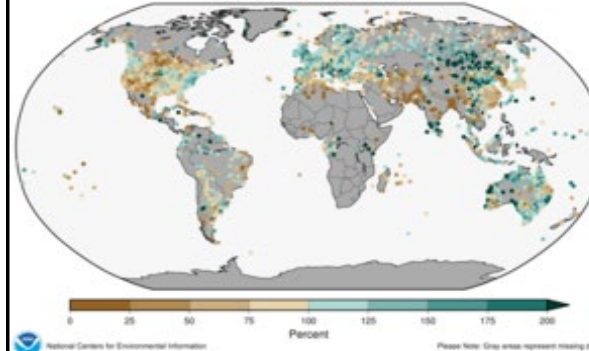 0 25 50 75 100 125 150 175 200
Percent
National Centers for Environmental Information
Please Note: Gray areas represent missing